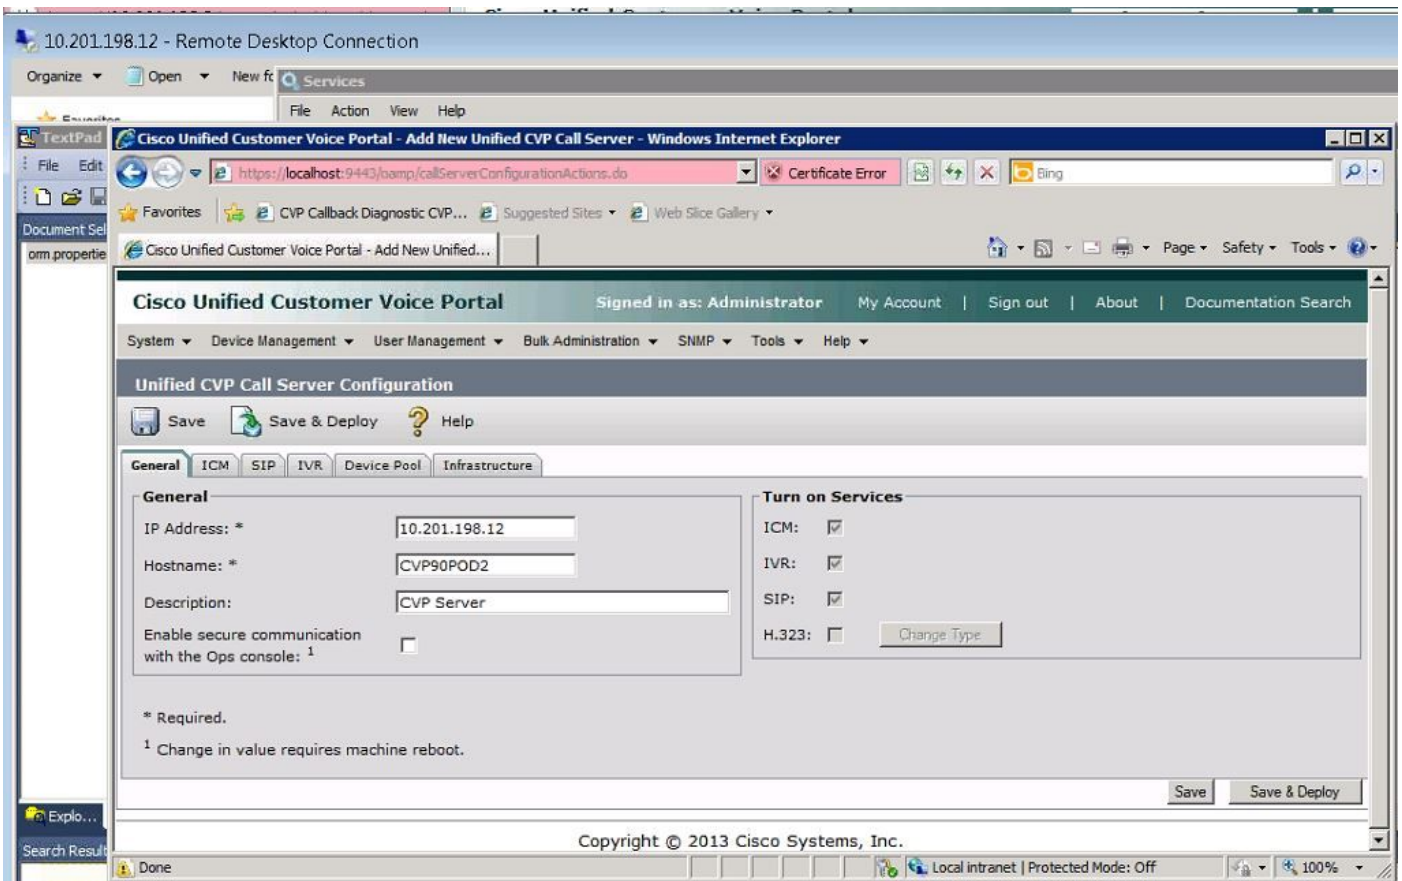 10.201.198.12 - Remote Desktop Connection
Organize Open New fo Services
File Action View Help
TextPad Cisco Unified Customer Voice Portal - Add New Unified CVP Call Server - Windows Internet Explorer
File Edit https://localhost:9443/oamp/callServerConfigurationActions.do Certificate Error Bing
Favorites CVP Callback Diagnostic CVP... Suggested Sites Web Slice Gallery
Document Sel
orm.propertie Cisco Unified Customer Voice Portal - Add New Unified... Page Safety Tools
Cisco Unified Customer Voice Portal Signed in as: Administrator My Account | Sign out | About | Documentation Search
System Device Management User Management Bulk Administration SNMP Tools Help
Unified CVP Call Server Configuration
Save Save & Deploy Help
General ICM SIP IVR Device Pool Infrastructure
General Turn on Services
IP Address: * 10.201.198.12 ICM:
Hostname: * CVP90POD2 IVR:
Description: CVP Server SIP:
Enable secure communication
with the Ops console: 1 H.323: Change Type
* Required.
1 Change in value requires machine reboot.
Save Save & Deploy
Explo...
Copyright © 2013 Cisco Systems, Inc.
Search Result
Done Local intranet | Protected Mode: Off 100%